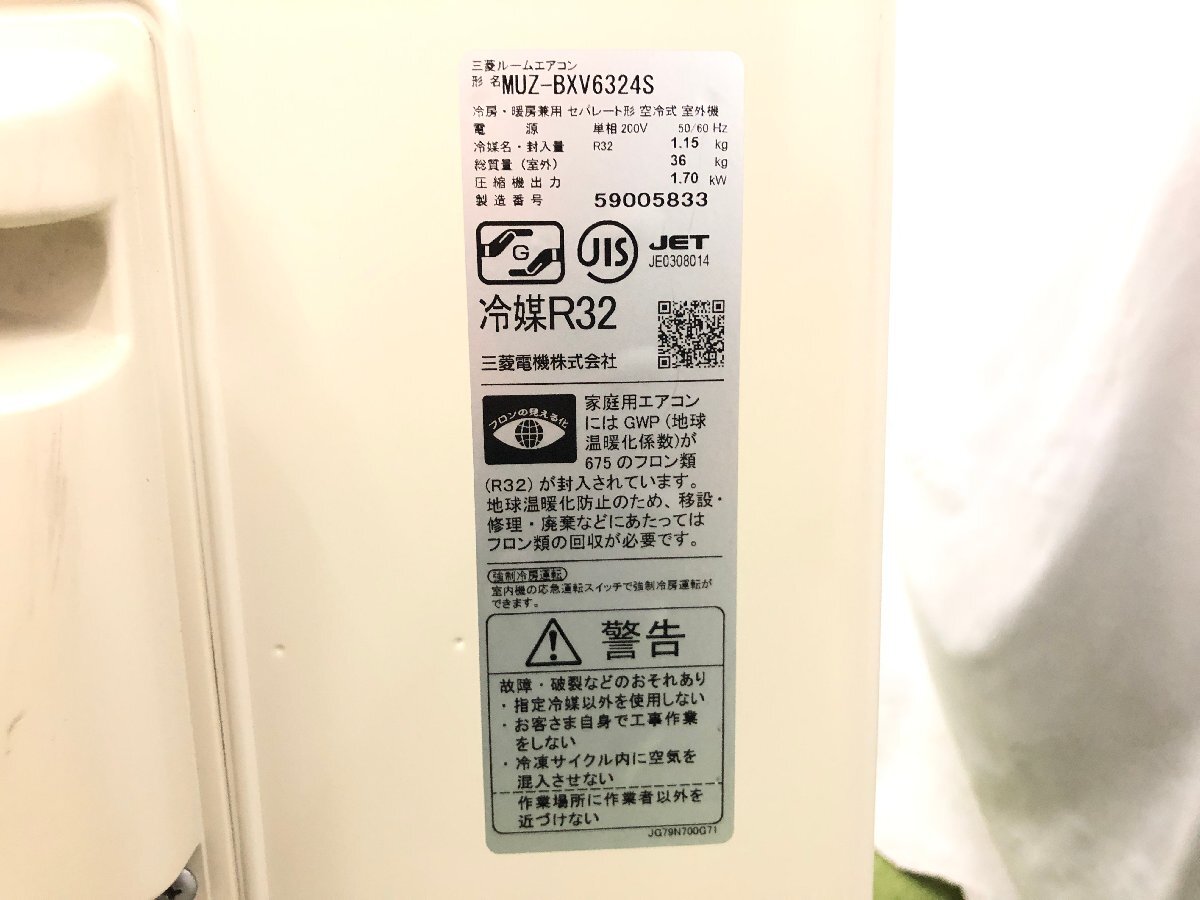 三菱ルームエアコン
形名 MUZ-BXV6324S
冷房・暖房兼用 セパレート形 空冷式 室外機
電源 単相 200V 50/60 Hz
冷媒名・封入量 R32 1.15 kg
総質量(室外) 36 kg
圧縮機出力 1.70 kW
製造番号 59005833
G
JIS
JET
JE0308014
冷媒R32
三菱電機株式会社
フロンの見える化
家庭用エアコン
には GWP (地球
温暖化係数)が
675 のフロン類
(R32) が封入されています。
地球温暖化防止のため、移設・
修理・廃棄などにあたっては
フロン類の回収が必要です。
強制冷房運転
室内機の応急運転スイッチで強制冷房運転が
できます。
警告
故障・破裂などのおそれあり
・指定冷媒以外を使用しない
・お客さま自身で工事作業
をしない
・冷凍サイクル内に空気を
混入させない
作業場所に作業者以外を
近づけない
JG79N700G71